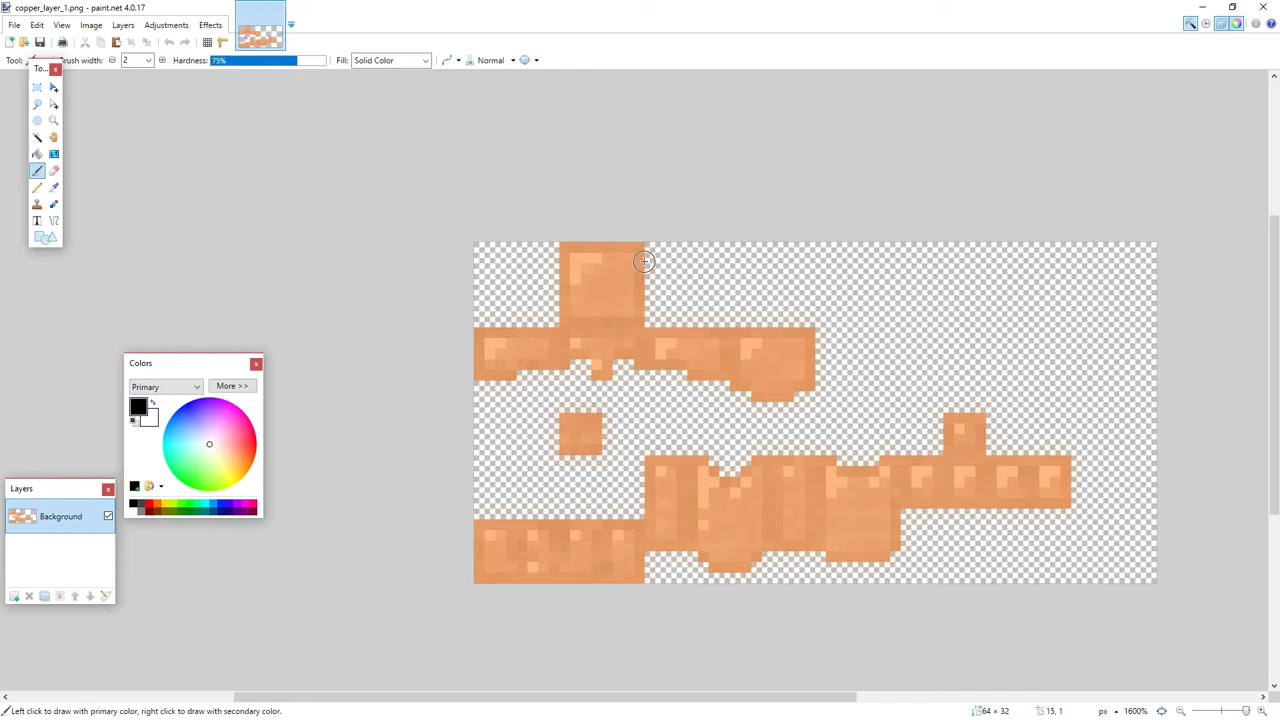 copper_layer_1.png - paint.net 4.0.17
File Edit View Image Layers Adjustments Effects
Tool: Brush width: 2 Hardness: 75% Fill: Solid Color Normal
To...
Colors
Primary More >>
Layers
Background
Left click to draw with primary color, right click to draw with secondary color. 64 × 32 15, 1 px 1600%